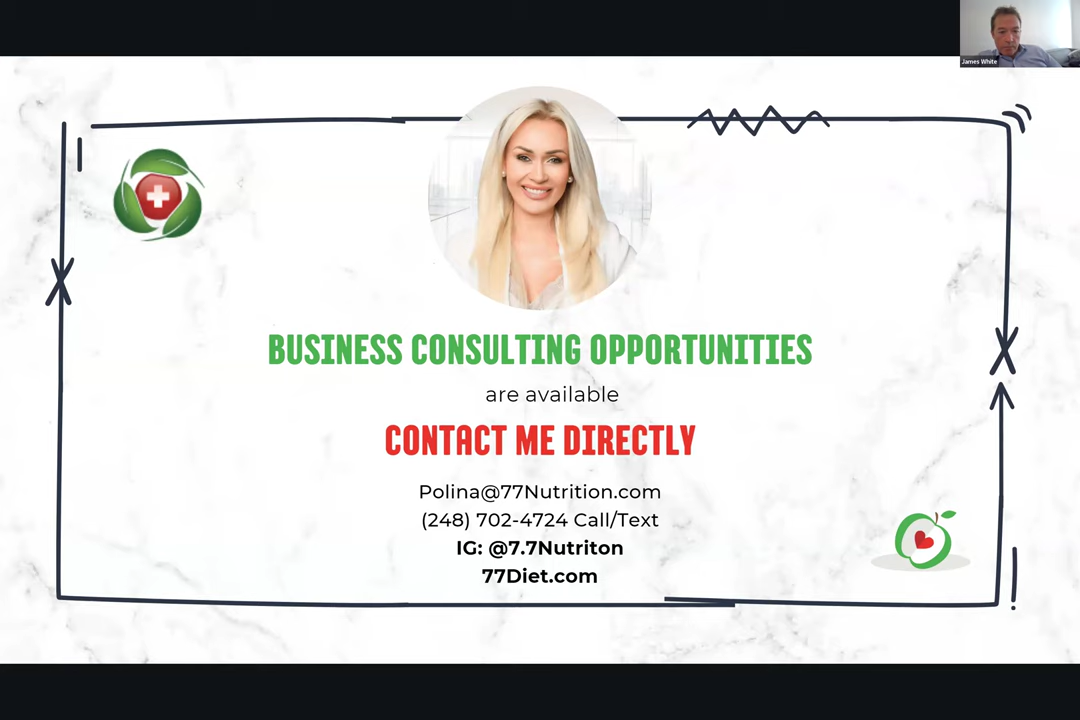 James White
BUSINESS CONSULTING OPPORTUNITIES
are available
CONTACT ME DIRECTLY
Polina@77Nutrition.com
(248) 702-4724 Call/Text
IG: @7.7Nutriton
77Diet.com